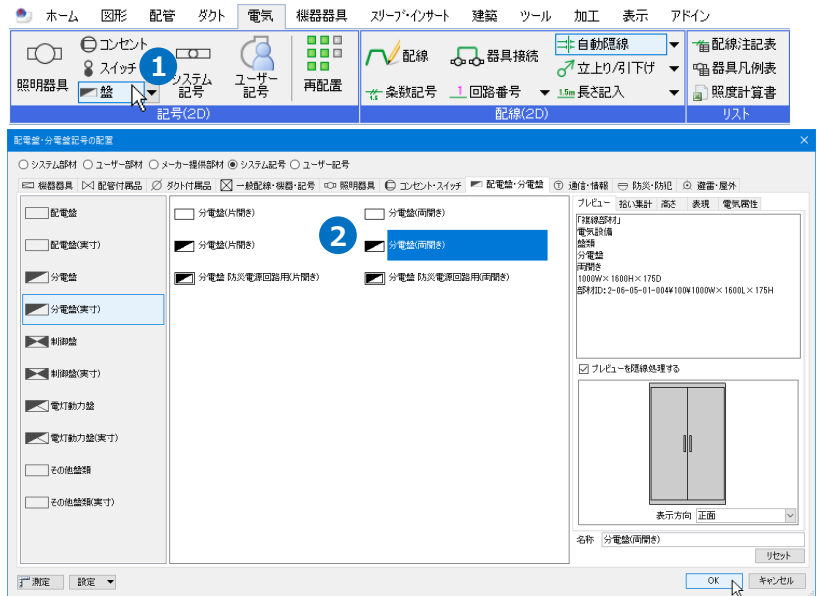 ホーム 図形 配管 ダクト 電気 機器器具 スリーブ・インサート 建築 ツール 加工 表示 アドイン
照明器具
コンセント
スイッチ
盤
1
システム
記号
ユーザー
記号
再配置
記号(2D)
配線 器具接続
条数記号 1 回路番号
自動隠線
立上り/引下げ
1.5m 長さ記入
配線(2D)
配線注記表
器具凡例表
照度計算書
リスト
配電盤・分電盤記号の配置
システム部材 ユーザー部材 メーカー提供部材 システム記号 ユーザー記号
機器器具 配管付属品 ダクト付属品 一般配線・機器・記号 照明器具 コンセント・スイッチ 配電盤・分電盤 通信・情報 防災・防犯 避雷・屋外
配電盤
配電盤(実寸)
分電盤
分電盤(実寸)
制御盤
制御盤(実寸)
電灯動力盤
電灯動力盤(実寸)
その他盤類
その他盤類(実寸)
分電盤(片開き) 分電盤(両開き)
分電盤(片開き) 2 分電盤(両開き)
分電盤 防災電源回路用(片開き) 分電盤 防災電源回路用(両開き)
プレビュー 拾い集計 高さ 表現 電気属性
「複線部材」
電気設備
盤類
分電盤
両開き
1000W×1600H×175D
部材ID:2-06-05-01-004¥100¥1000W×1600L×175H
プレビューを隠線処理する
表示方向 正面
名称 分電盤(両開き)
リセット
測定 設定
OK キャンセル